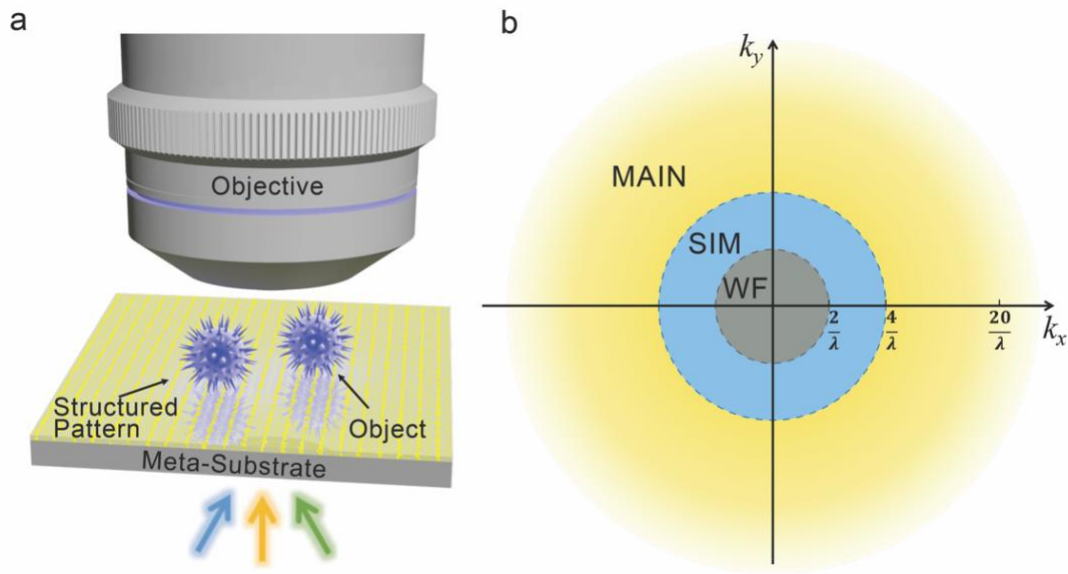 a
Objective
Structured
Pattern
Object
Meta-Substrate
b
k_y
MAIN
SIM
WF
2/λ
4/λ
20/λ
k_x